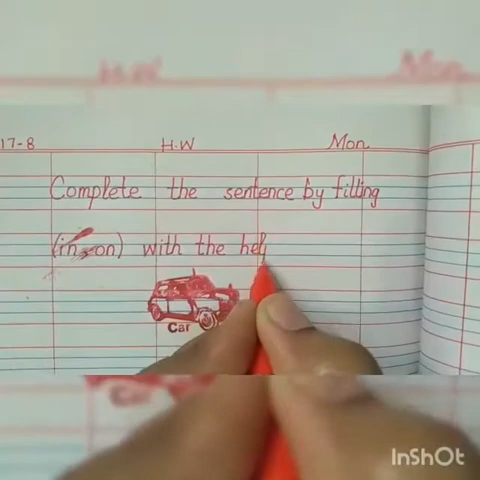 17-8 H.W Mon
Complete the sentence by filling
(in, on) with the hel
Car
InShOt